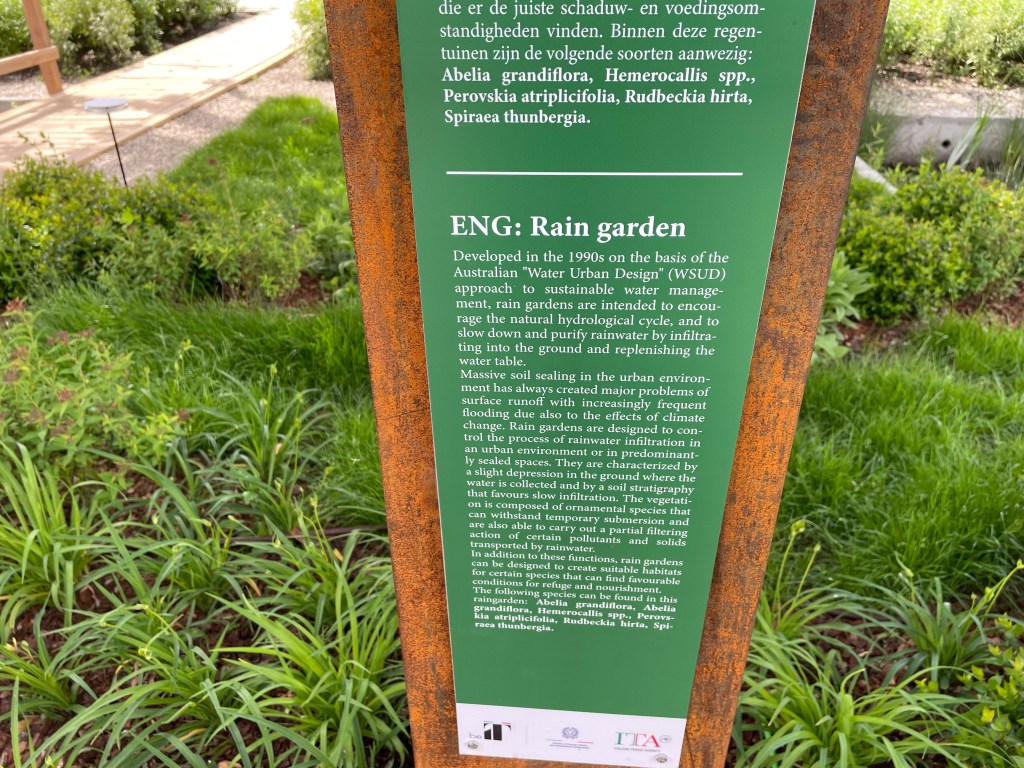 die er de juiste schaduw- en voedingsom-
standigheden vinden. Binnen deze regen-
tuinen zijn de volgende soorten aanwezig:
Abelia grandiflora, Hemerocallis spp.,
Perovskia atriplicifolia, Rudbeckia hirta,
Spiraea thunbergia.
ENG: Rain garden
Developed in the 1990s on the basis of the
Australian "Water Urban Design" (WSUD)
approach to sustainable water manage-
ment, rain gardens are intended to encou-
rage the natural hydrological cycle, and to
slow down and purify rainwater by infiltra-
ting into the ground and replenishing the
water table.
Massive soil sealing in the urban environ-
ment has always created major problems of
surface runoff with increasingly frequent
flooding due also to the effects of climate
change. Rain gardens are designed to con-
trol the process of rainwater infiltration in
an urban environment or in predominant-
ly sealed spaces. They are characterized by
a slight depression in the ground where the
water is collected and by a soil stratigraphy
that favours slow infiltration. The vegetati-
on is composed of ornamental species that
can withstand temporary submersion and
are also able to carry out a partial filtering
action of certain pollutants and solids
transported by rainwater.
In addition to these functions, rain gardens
can be designed to create suitable habitats
for certain species that can find favourable
conditions for refuge and nourishment.
The following species can be found in this
raingarden: Abelia grandiflora, Abelia
grandiflora, Hemerocallis spp., Perovs-
kia atriplicifolia, Rudbeckia hirta, Spi-
raea thunbergia.
be IT
ITA